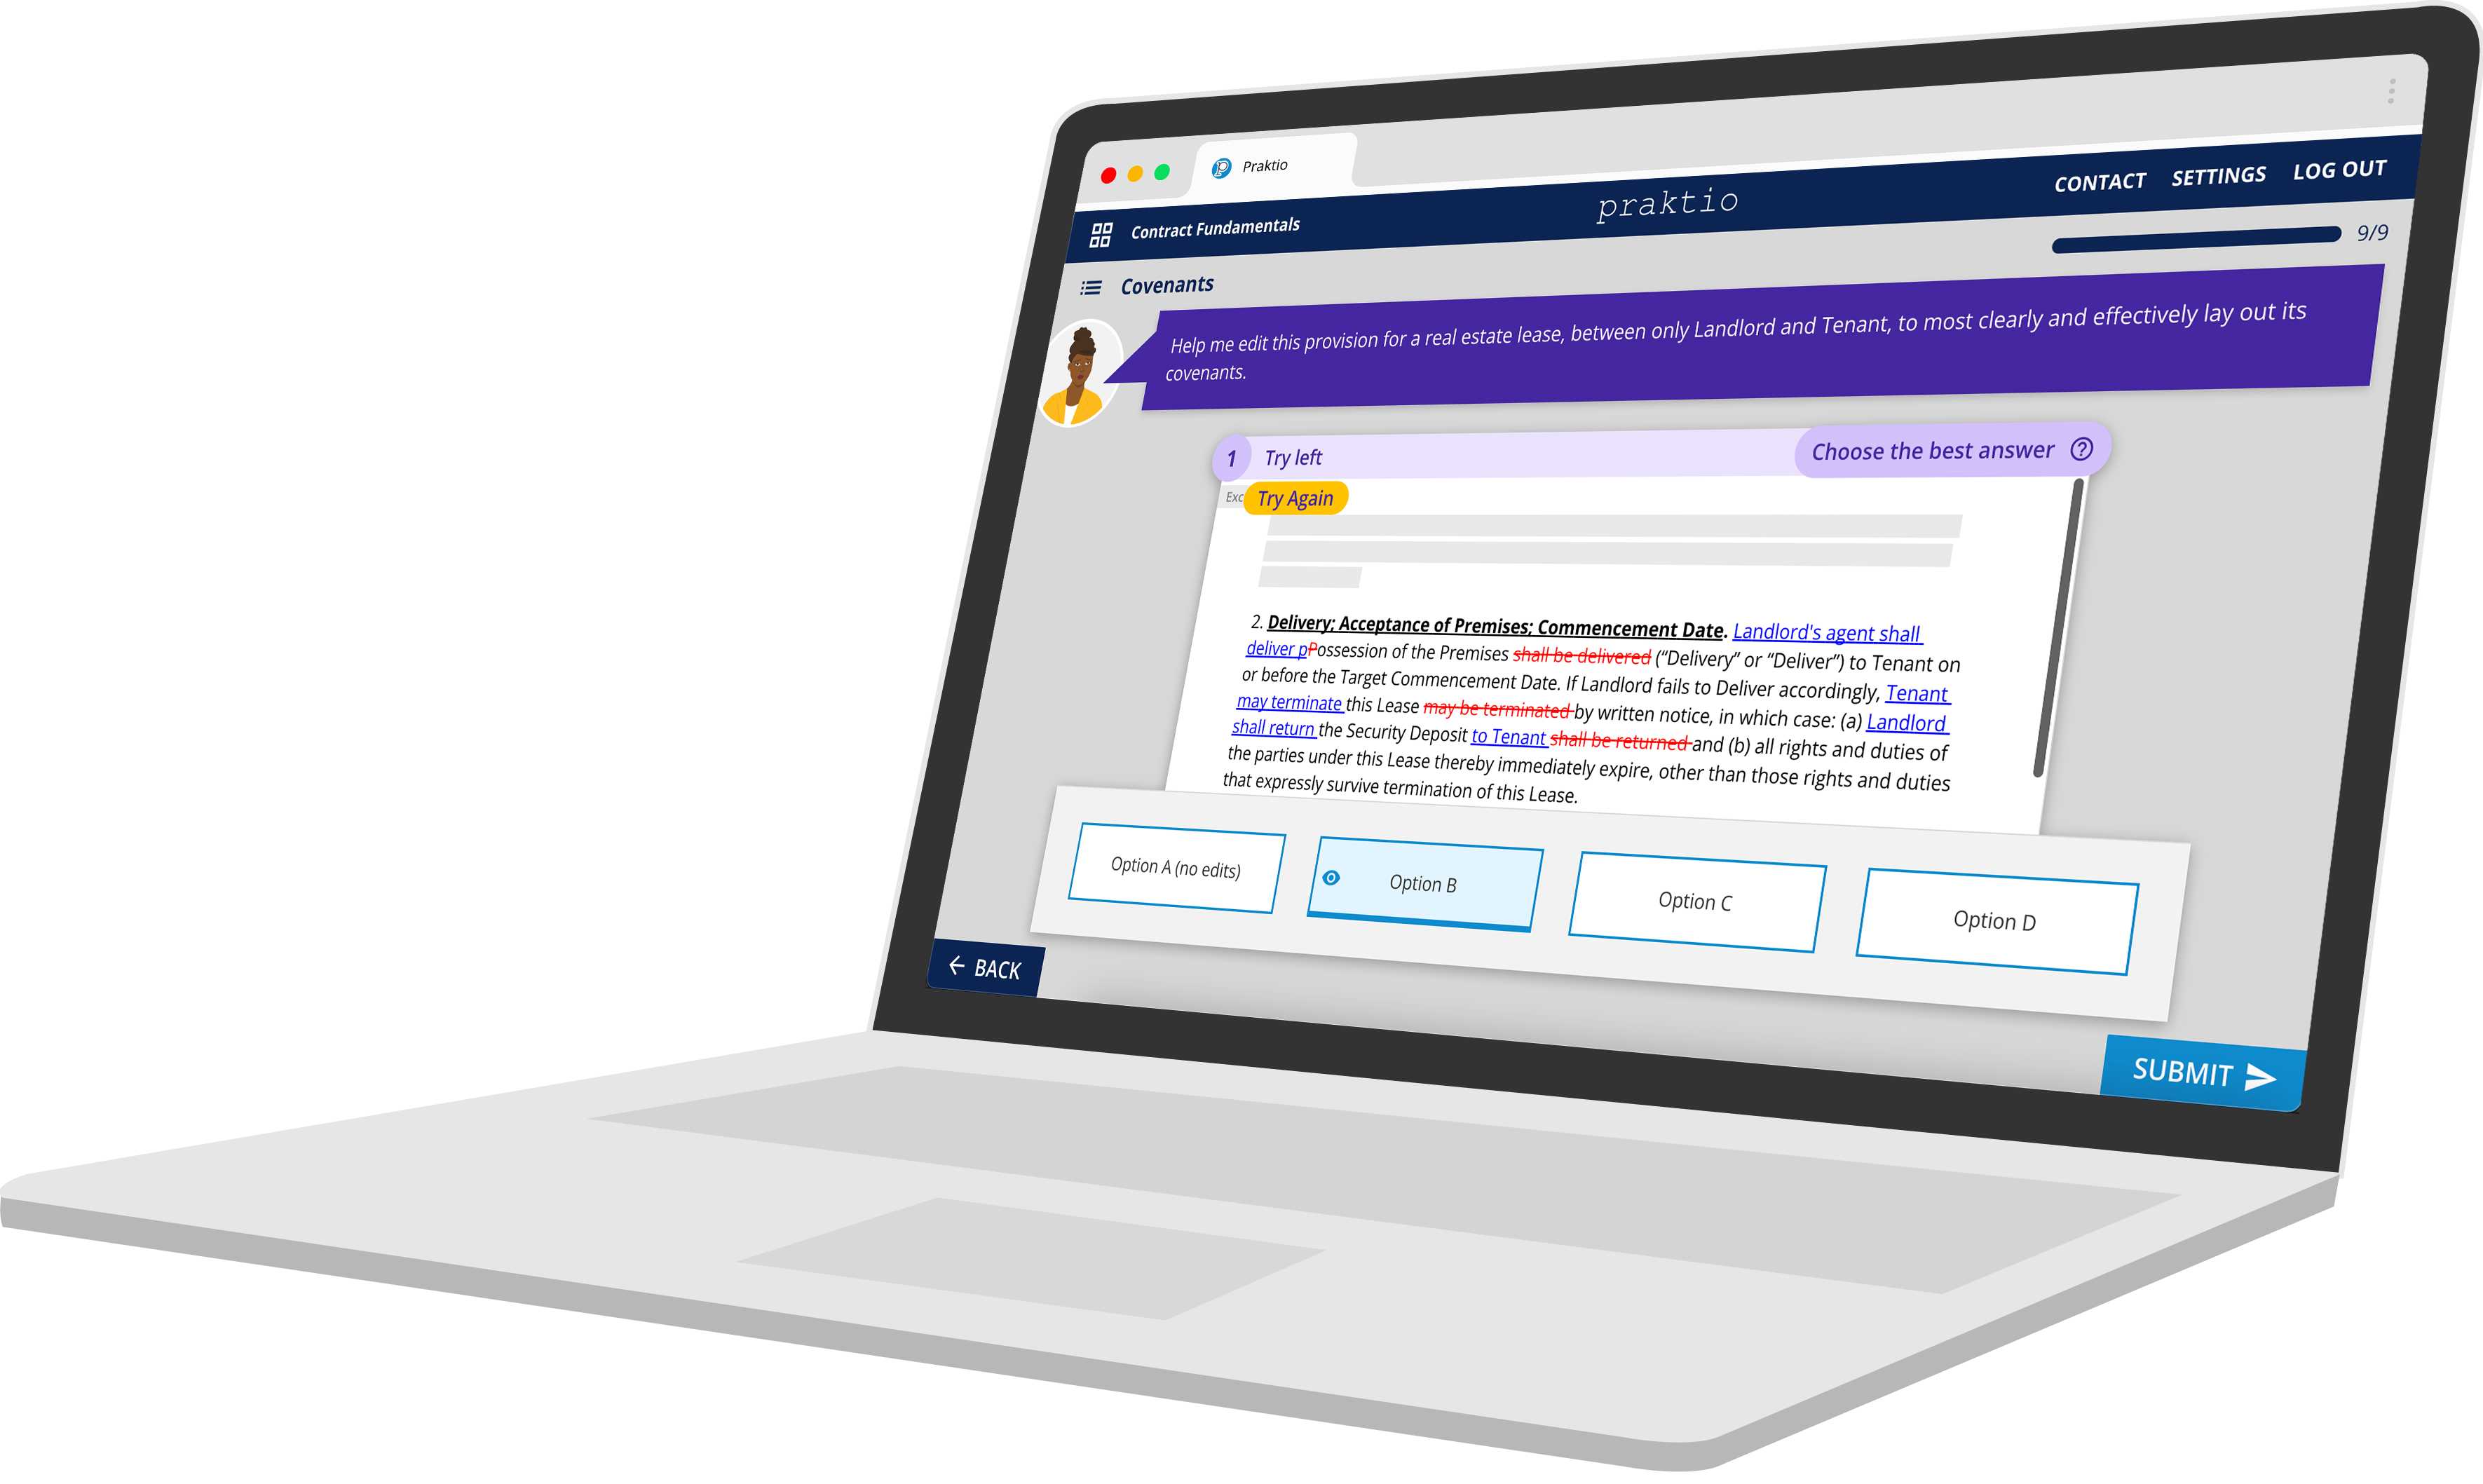 Praktio
Contract Fundamentals
praktio
CONTACT SETTINGS LOG OUT
Covenants
9/9
Help me edit this provision for a real estate lease, between only Landlord and Tenant, to most clearly and effectively lay out its
covenants.
1 Try left
Choose the best answer ?
Exc
Try Again
2. Delivery; Acceptance of Premises; Commencement Date. Landlord's agent shall
deliver pPossession of the Premises shall be delivered (“Delivery” or “Deliver”) to Tenant on
or before the Target Commencement Date. If Landlord fails to Deliver accordingly, Tenant
may terminate this Lease may be terminated by written notice, in which case: (a) Landlord
shall return the Security Deposit to Tenant shall be returned and (b) all rights and duties of
the parties under this Lease thereby immediately expire, other than those rights and duties
that expressly survive termination of this Lease.
Option A (no edits)
Option B
Option C
Option D
BACK
SUBMIT